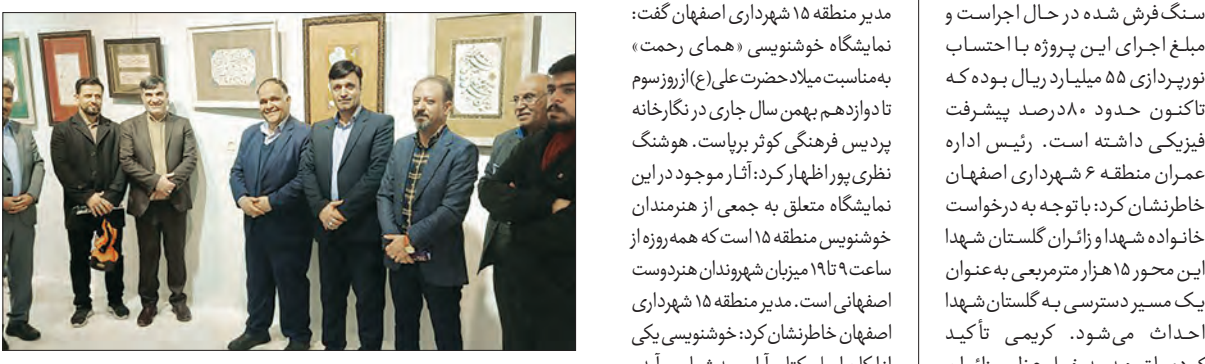 سنگ‌فرش شده در حال اجراست و
مبلغ اجرای این پروژه با احتساب
نورپردازی ۵۵ میلیارد ریال بوده که
تاکنون حدود ۸۰درصد پیشرفت
فیزیکی داشته است. رئیس اداره
عمران منطقه ۶ شهرداری اصفهان
خاطرنشان کرد: با توجه به درخواست
خانواده شهدا و زائران گلستان شهدا
این محور ۱۵هزار مترمربعی به‌عنوان
یک مسیر دسترسی به گلستان‌شهدا
احداث می‌شود. کریمی تأکید
مدیر منطقه ۱۵ شهرداری اصفهان گفت:
نمایشگاه خوشنویسی «همای رحمت»
به‌مناسبت میلاد حضرت علی(ع) از روز سوم
تا دوازدهم بهمن سال جاری در نگارخانه
پردیس فرهنگی کوثر برپاست. هوشنگ
نظری‌پور اظهار کرد: آثار موجود در این
نمایشگاه متعلق به جمعی از هنرمندان
خوشنویس منطقه ۱۵ است که همه‌روزه از
ساعت ۹ تا ۱۹ میزبان شهروندان هنردوست
اصفهانی است. مدیر منطقه ۱۵ شهرداری
اصفهان خاطرنشان کرد: خوشنویسی یکی